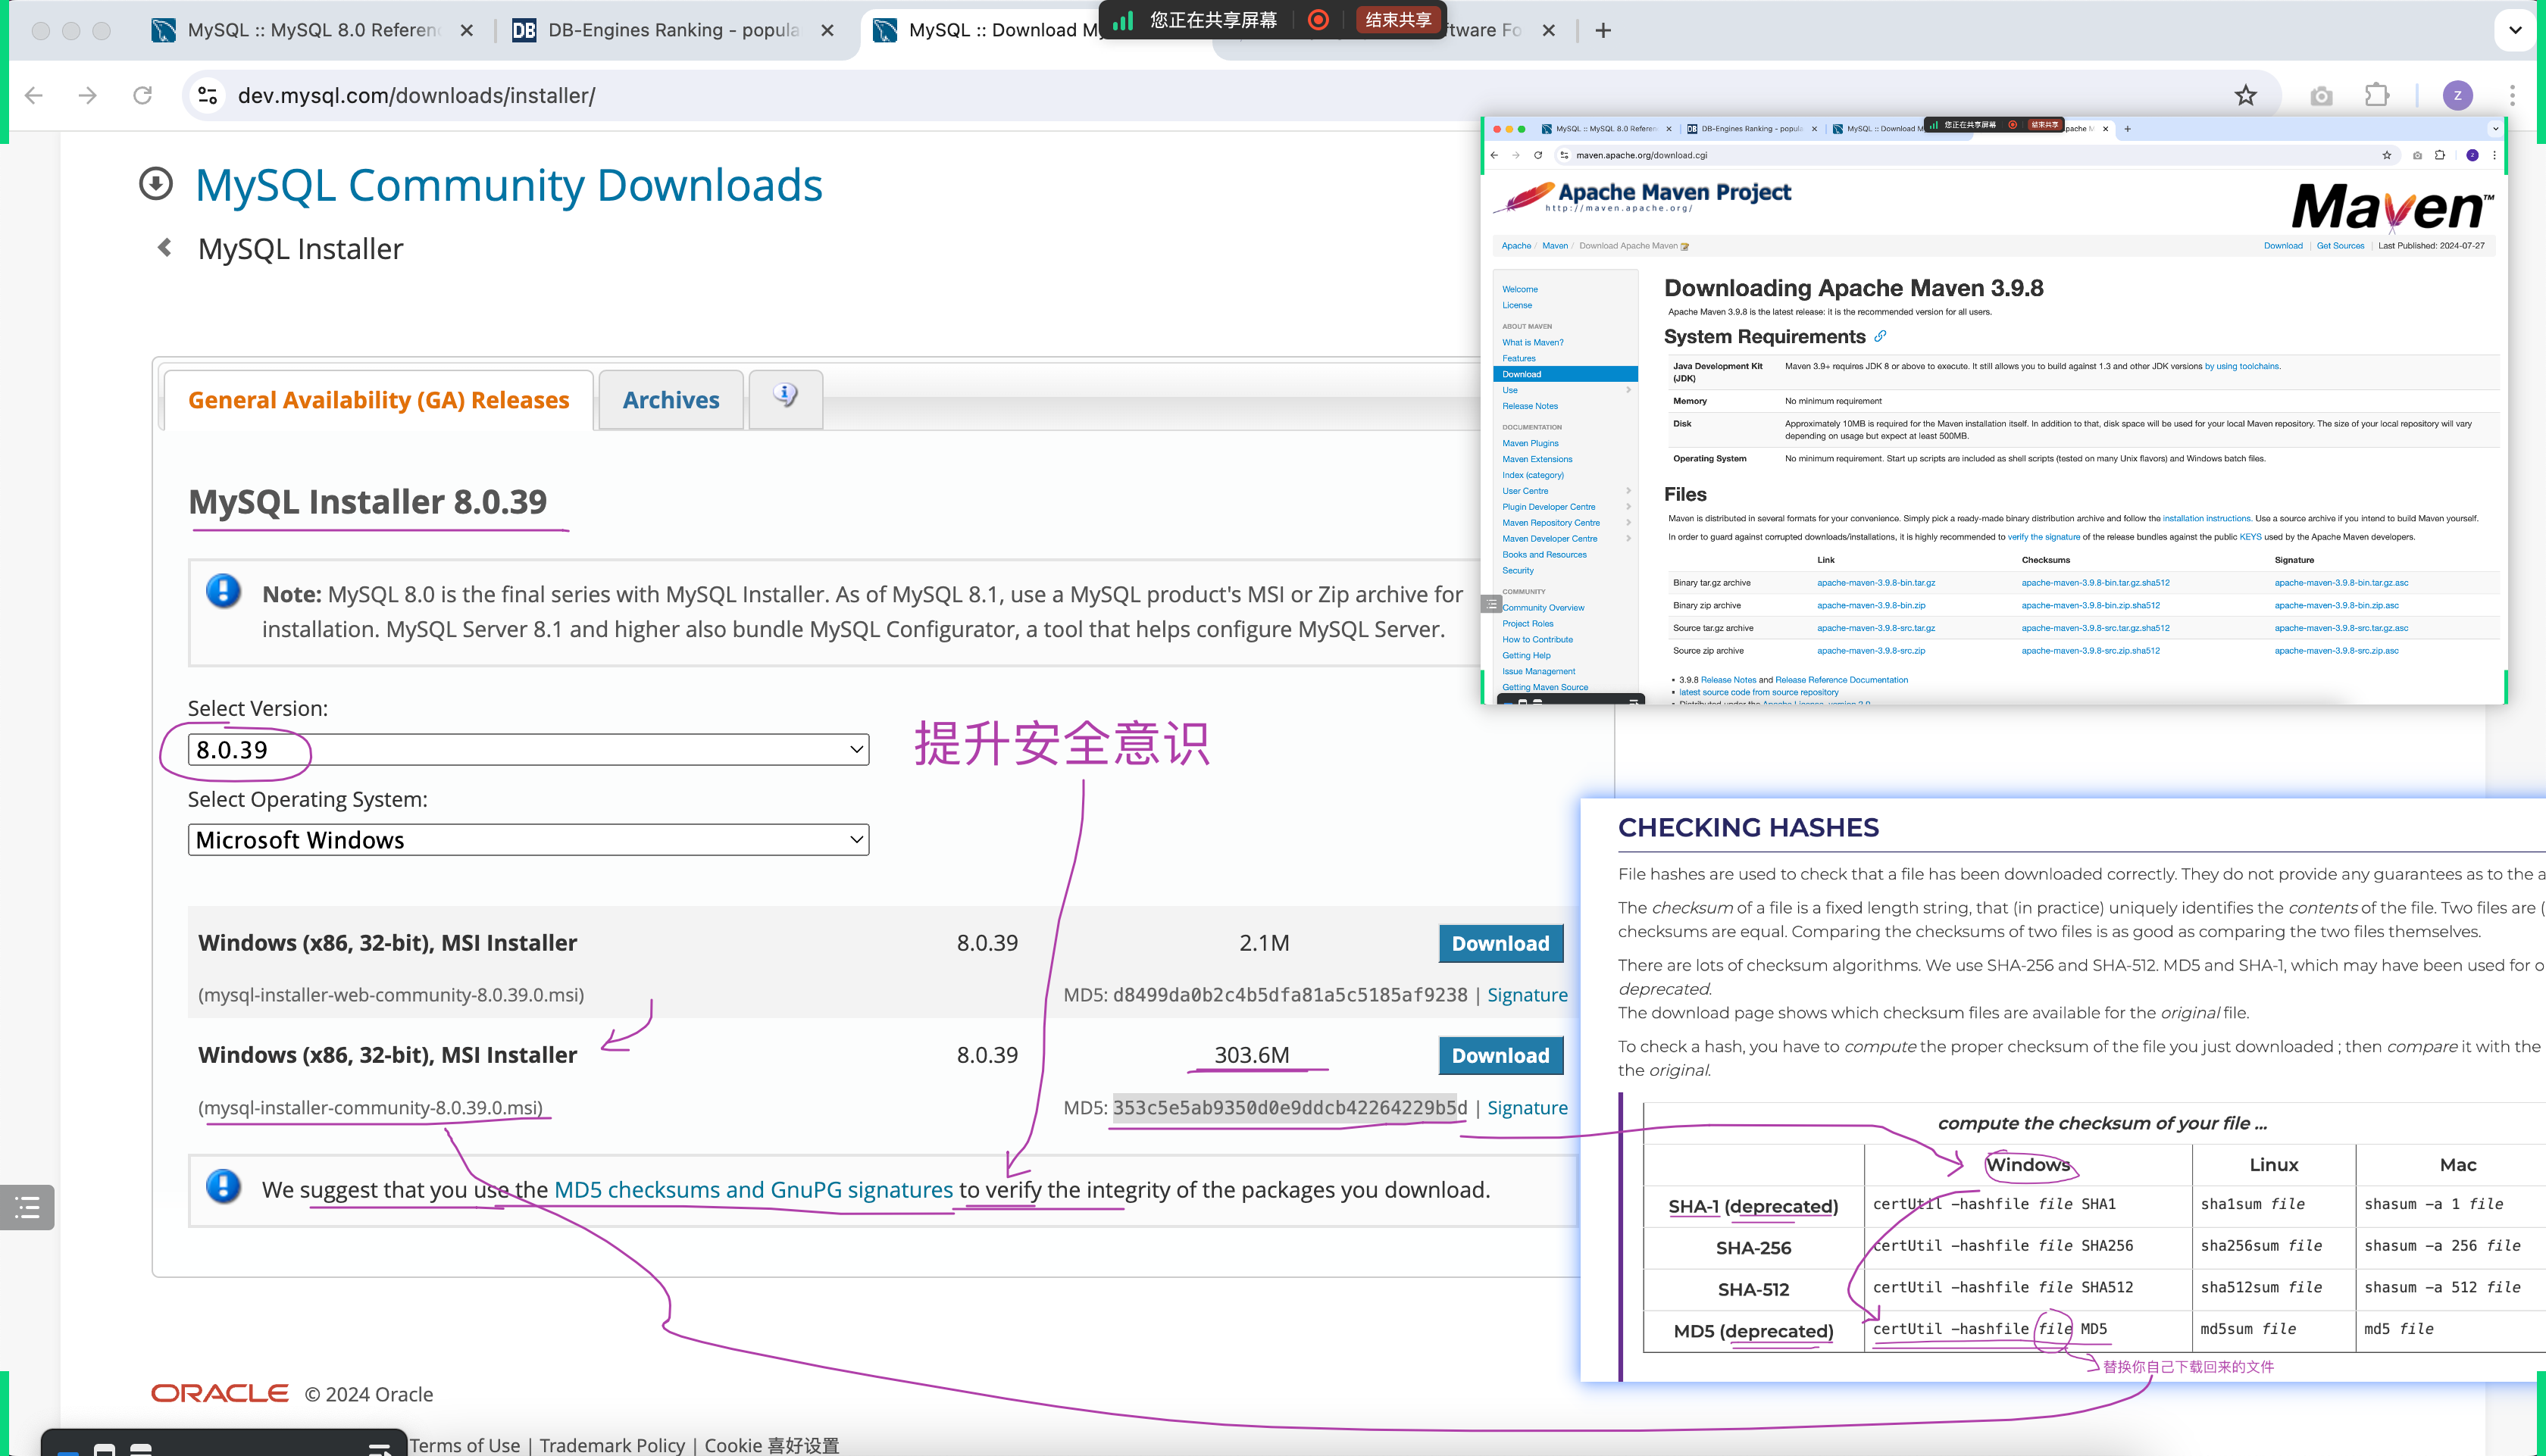 MySQL :: MySQL 8.0 Referen
DB-Engines Ranking - popula
MySQL :: Download M
您正在共享屏幕
结束共享
ftware Fo
dev.mysql.com/downloads/installer/
Z
MySQL Community Downloads
MySQL Installer
General Availability (GA) Releases
Archives
MySQL Installer 8.0.39
Note: MySQL 8.0 is the final series with MySQL Installer. As of MySQL 8.1, use a MySQL product's MSI or Zip archive for
installation. MySQL Server 8.1 and higher also bundle MySQL Configurator, a tool that helps configure MySQL Server.
Select Version:
8.0.39
提升安全意识
Select Operating System:
Microsoft Windows
Windows (x86, 32-bit), MSI Installer 8.0.39 2.1M Download
(mysql-installer-web-community-8.0.39.0.msi) MD5: d8499da0b2c4b5dfa81a5c5185af9238 | Signature
Windows (x86, 32-bit), MSI Installer 8.0.39 303.6M Download
(mysql-installer-community-8.0.39.0.msi) MD5: 353c5e5ab9350d0e9ddcb42264229b5d | Signature
We suggest that you use the MD5 checksums and GnuPG signatures to verify the integrity of the packages you download.
ORACLE © 2024 Oracle
Terms of Use | Trademark Policy | Cookie 喜好设置
MySQL :: MySQL 8.0 Referen
DB-Engines Ranking - popula
MySQL :: Download M
您正在共享屏幕
结束共享
pache M
maven.apache.org/download.cgi
Apache Maven Project
http://maven.apache.org/
Maven™
Apache / Maven / Download Apache Maven
Download | Get Sources | Last Published: 2024-07-27
Welcome
License
ABOUT MAVEN
What is Maven?
Features
Download
Use
Release Notes
DOCUMENTATION
Maven Plugins
Maven Extensions
Index (category)
User Centre
Plugin Developer Centre
Maven Repository Centre
Maven Developer Centre
Books and Resources
Security
COMMUNITY
Community Overview
Project Roles
How to Contribute
Getting Help
Issue Management
Getting Maven Source
Downloading Apache Maven 3.9.8
Apache Maven 3.9.8 is the latest release: it is the recommended version for all users.
System Requirements
Java Development Kit (JDK) Maven 3.9+ requires JDK 8 or above to execute. It still allows you to build against 1.3 and other JDK versions by using toolchains.
Memory No minimum requirement
Disk Approximately 10MB is required for the Maven installation itself. In addition to that, disk space will be used for your local Maven repository. The size of your local repository will vary
depending on usage but expect at least 500MB.
Operating System No minimum requirement. Start up scripts are included as shell scripts (tested on many Unix flavors) and Windows batch files.
Files
Maven is distributed in several formats for your convenience. Simply pick a ready-made binary distribution archive and follow the installation instructions. Use a source archive if you intend to build Maven yourself.
In order to guard against corrupted downloads/installations, it is highly recommended to verify the signature of the release bundles against the public KEYS used by the Apache Maven developers.
Link Checksums Signature
Binary tar.gz archive apache-maven-3.9.8-bin.tar.gz apache-maven-3.9.8-bin.tar.gz.sha512 apache-maven-3.9.8-bin.tar.gz.asc
Binary zip archive apache-maven-3.9.8-bin.zip apache-maven-3.9.8-bin.zip.sha512 apache-maven-3.9.8-bin.zip.asc
Source tar.gz archive apache-maven-3.9.8-src.tar.gz apache-maven-3.9.8-src.tar.gz.sha512 apache-maven-3.9.8-src.tar.gz.asc
Source zip archive apache-maven-3.9.8-src.zip apache-maven-3.9.8-src.zip.sha512 apache-maven-3.9.8-src.zip.asc
• 3.9.8 Release Notes and Release Reference Documentation
• latest source code from source repository
• Distributed under the Apache License, version 2.0
CHECKING HASHES
File hashes are used to check that a file has been downloaded correctly. They do not provide any guarantees as to the a
The checksum of a file is a fixed length string, that (in practice) uniquely identifies the contents of the file. Two files are (
checksums are equal. Comparing the checksums of two files is as good as comparing the two files themselves.
There are lots of checksum algorithms. We use SHA-256 and SHA-512. MD5 and SHA-1, which may have been used for o
deprecated.
The download page shows which checksum files are available for the original file.
To check a hash, you have to compute the proper checksum of the file you just downloaded ; then compare it with the
the original.
compute the checksum of your file ...
Windows Linux Mac
SHA-1 (deprecated) certUtil -hashfile file SHA1 sha1sum file shasum -a 1 file
SHA-256 certUtil -hashfile file SHA256 sha256sum file shasum -a 256 file
SHA-512 certUtil -hashfile file SHA512 sha512sum file shasum -a 512 file
MD5 (deprecated) certUtil -hashfile file MD5 md5sum file md5 file
替换你自己下载回来的文件